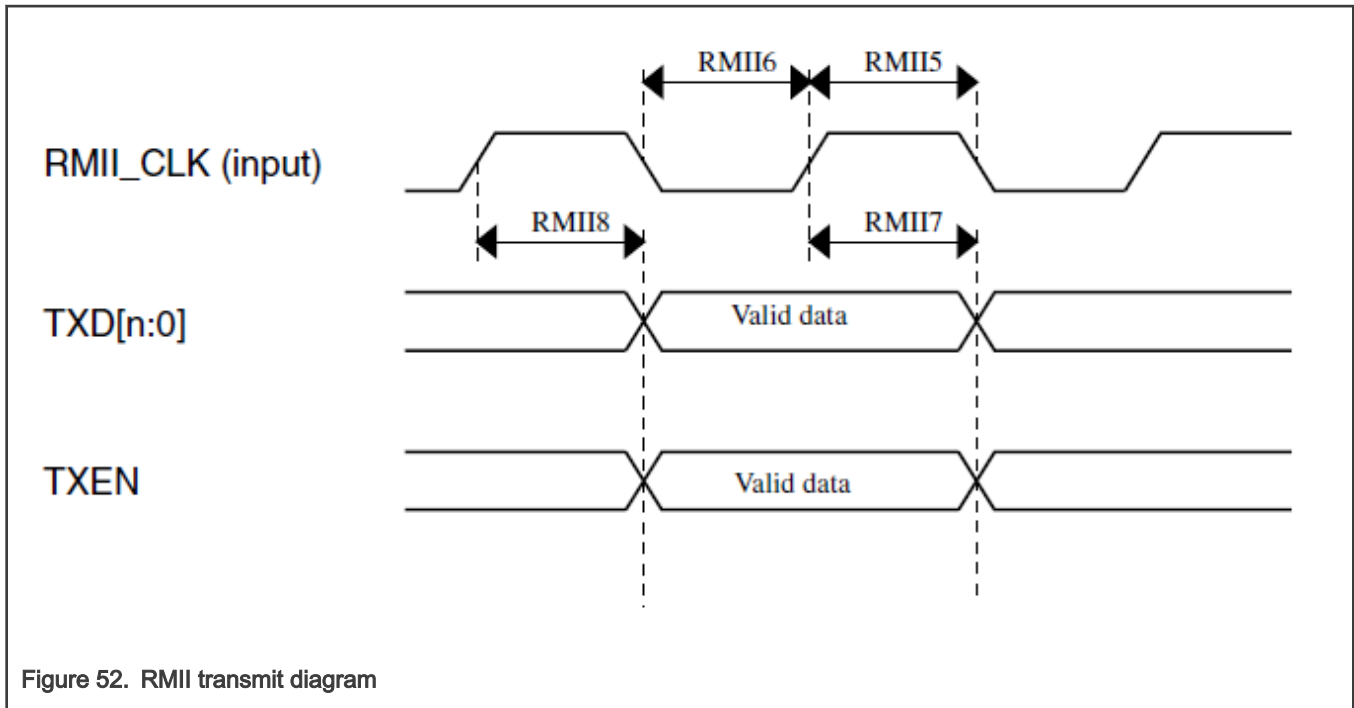 RMII6 RMII5
RMII_CLK (input)
RMII8 RMII7
TXD[n:0] Valid data
TXEN Valid data
Figure 52. RMII transmit diagram